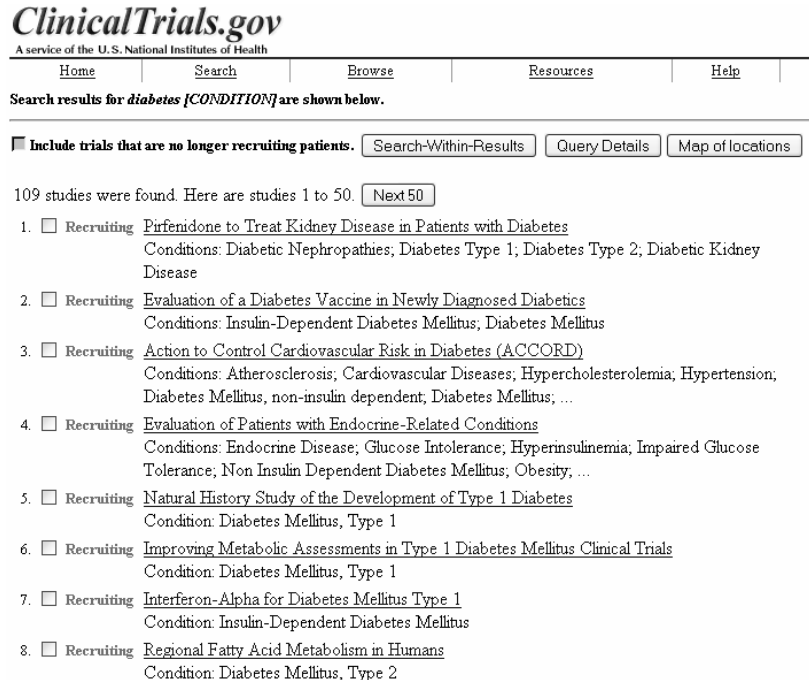 ClinicalTrials.gov
A service of the U.S. National Institutes of Health
Home Search Browse Resources Help
Search results for diabetes [CONDITION] are shown below.
Include trials that are no longer recruiting patients. Search-Within-Results Query Details Map of locations
109 studies were found. Here are studies 1 to 50. Next 50
1. Recruiting Pirfenidone to Treat Kidney Disease in Patients with Diabetes
Conditions: Diabetic Nephropathies; Diabetes Type 1; Diabetes Type 2; Diabetic Kidney
Disease
2. Recruiting Evaluation of a Diabetes Vaccine in Newly Diagnosed Diabetics
Conditions: Insulin-Dependent Diabetes Mellitus; Diabetes Mellitus
3. Recruiting Action to Control Cardiovascular Risk in Diabetes (ACCORD)
Conditions: Atherosclerosis; Cardiovascular Diseases; Hypercholesterolemia; Hypertension;
Diabetes Mellitus, non-insulin dependent; Diabetes Mellitus; ...
4. Recruiting Evaluation of Patients with Endocrine-Related Conditions
Conditions: Endocrine Disease; Glucose Intolerance; Hyperinsulinemia; Impaired Glucose
Tolerance; Non Insulin Dependent Diabetes Mellitus; Obesity; ...
5. Recruiting Natural History Study of the Development of Type 1 Diabetes
Condition: Diabetes Mellitus, Type 1
6. Recruiting Improving Metabolic Assessments in Type 1 Diabetes Mellitus Clinical Trials
Condition: Diabetes Mellitus, Type 1
7. Recruiting Interferon-Alpha for Diabetes Mellitus Type 1
Condition: Insulin-Dependent Diabetes Mellitus
8. Recruiting Regional Fatty Acid Metabolism in Humans
Condition: Diabetes Mellitus, Type 2